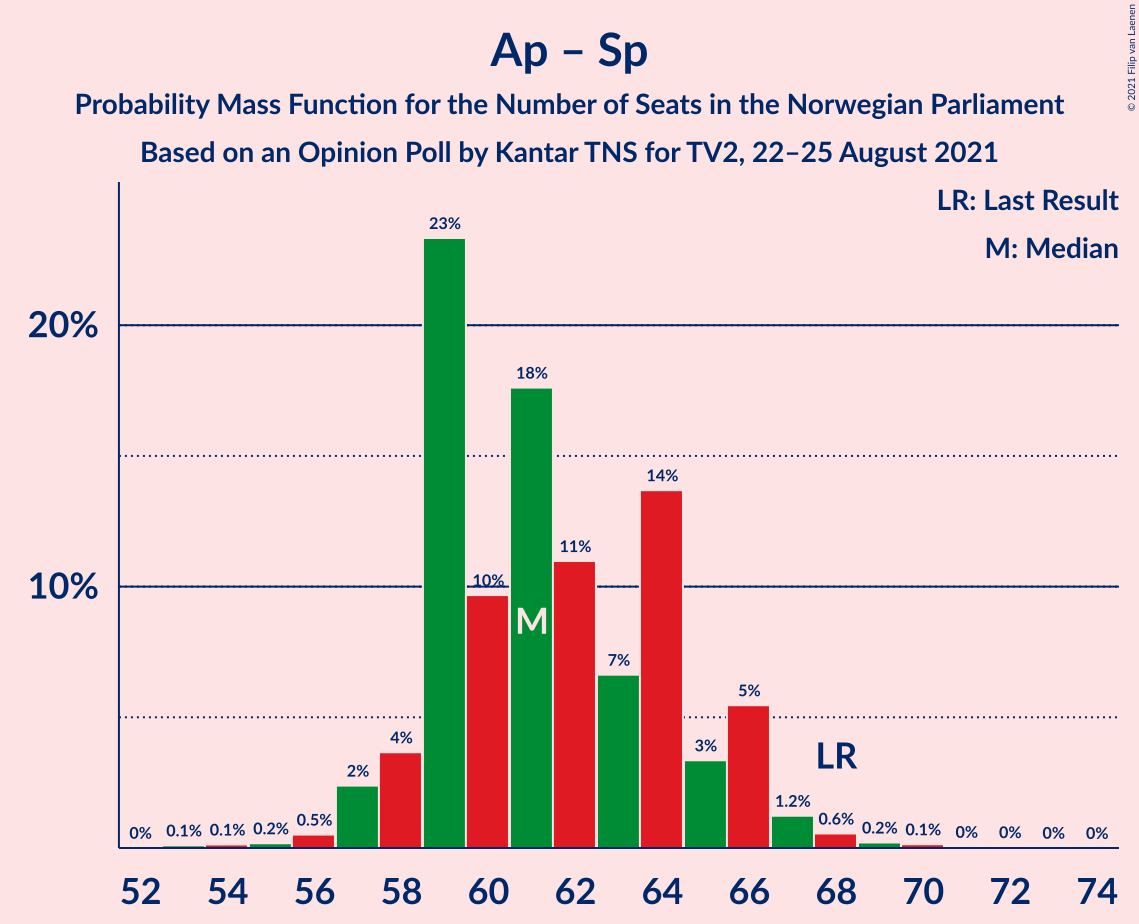 Ap – Sp
Probability Mass Function for the Number of Seats in the Norwegian Parliament
Based on an Opinion Poll by Kantar TNS for TV2, 22–25 August 2021
© 2021 Filip van Laenen
LR: Last Result
M: Median
20%
10%
0%
0.1%
0.1%
0.2%
0.5%
2%
4%
23%
10%
18%
11%
7%
14%
3%
5%
1.2%
0.6%
0.2%
0.1%
0%
0%
0%
0%
M
LR
52 54 56 58 60 62 64 66 68 70 72 74